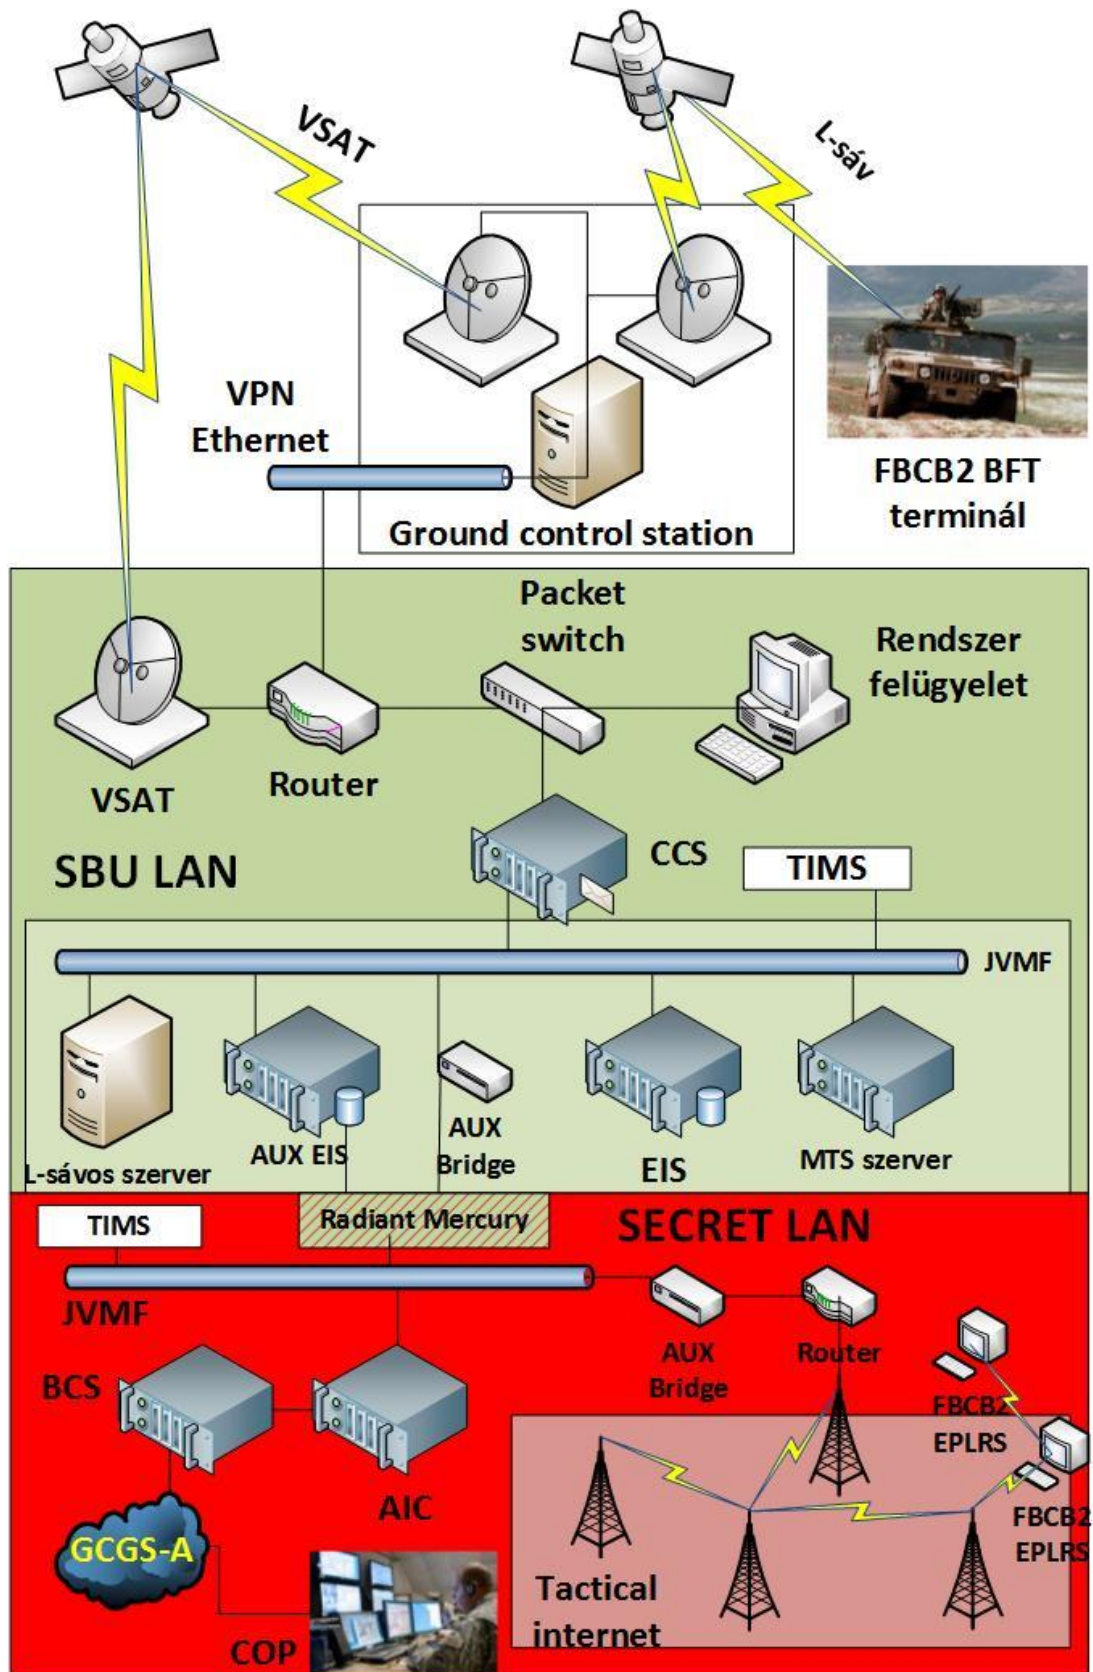 VSAT
L-sáv
VPN
Ethernet
Ground control station
FBCB2 BFT
terminál
Packet
switch
Rendszer
felügyelet
VSAT
Router
CCS
TIMS
SBU LAN
JVMF
L-sávos szerver
AUX EIS
AUX
Bridge
EIS
MTS szerver
TIMS
Radiant Mercury
SECRET LAN
JVMF
AUX
Bridge
Router
BCS
AIC
FBCB2
EPLRS
FBCB2
EPLRS
GCGS-A
COP
Tactical
internet